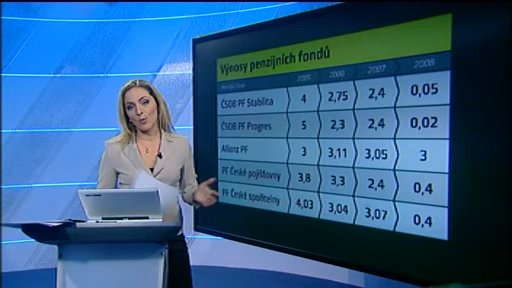 Výnosy penzijních fondů
2005 2006 2007 2008
ČSOB PF Stabilita 4 2,75 2,4 0,05
ČSOB PF Progres 5 2,3 2,4 0,02
Allianz PF 3 3,11 3,05 3
PF České pojišťovny 3,8 3,3 2,4 0,4
PF České spořitelny 4,03 3,04 3,07 0,4